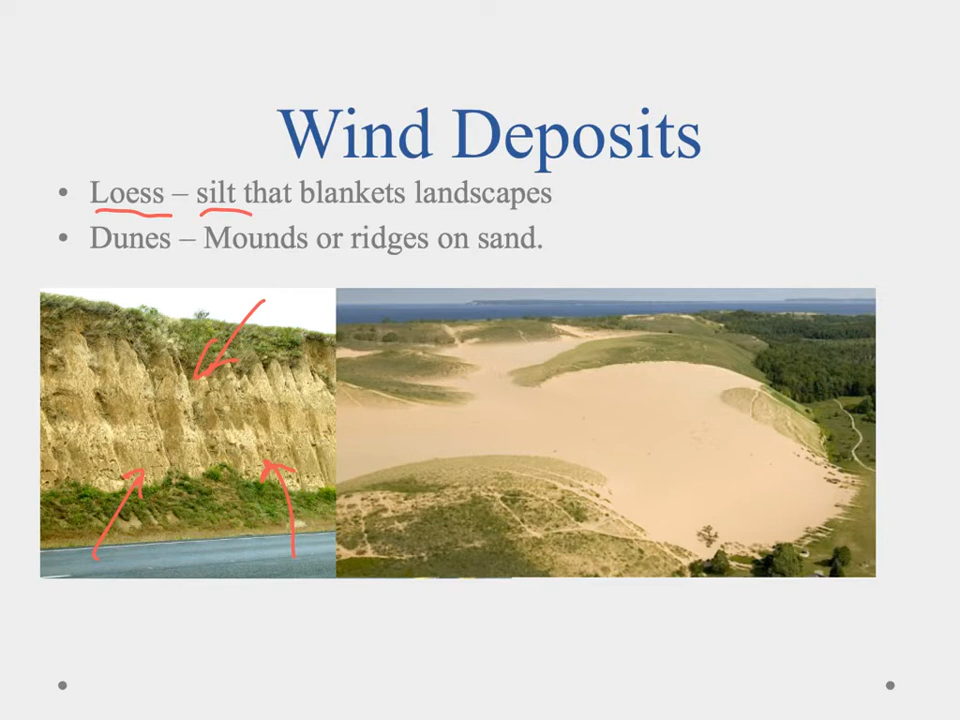 Wind Deposits
• Loess – silt that blankets landscapes
• Dunes – Mounds or ridges on sand.